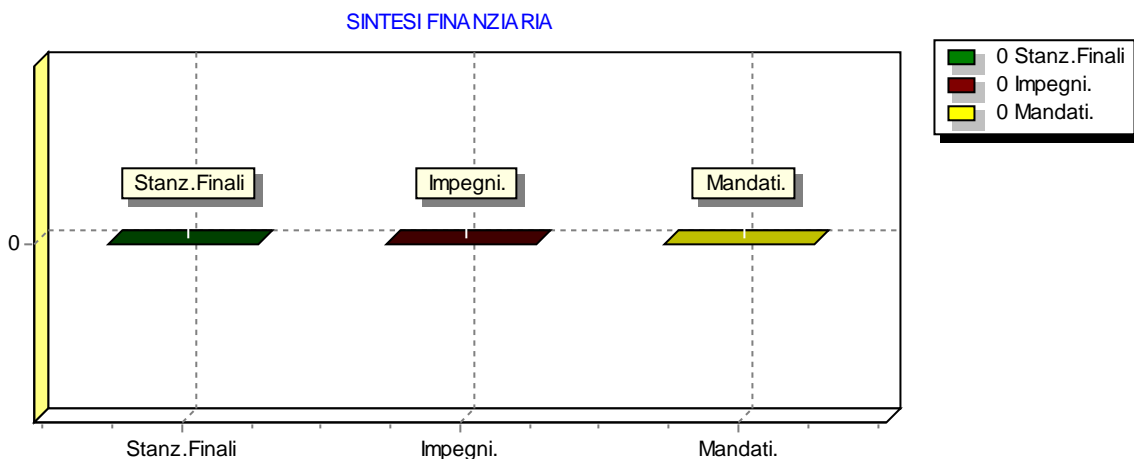 SINTESI FINANZIARIA
0 Stanz.Finali
0 Impegni.
0 Mandati.
Stanz.Finali
Impegni.
Mandati.
0
Stanz.Finali
Impegni.
Mandati.